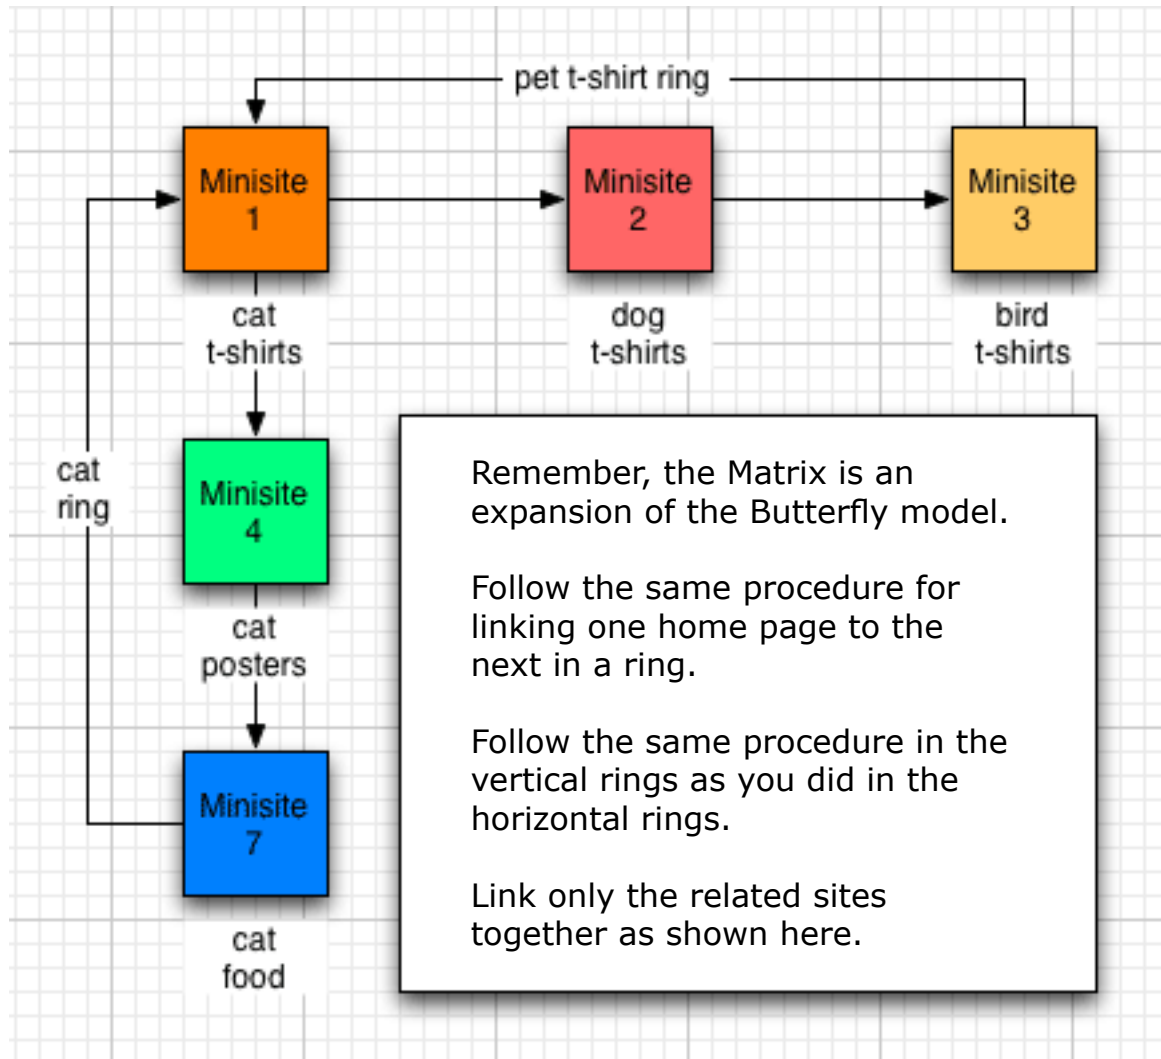 pet t-shirt ring
Minisite
1
Minisite
2
Minisite
3
cat
t-shirts
dog
t-shirts
bird
t-shirts
cat
ring
Minisite
4
cat
posters
Minisite
7
cat
food
Remember, the Matrix is an
expansion of the Butterfly model.
Follow the same procedure for
linking one home page to the
next in a ring.
Follow the same procedure in the
vertical rings as you did in the
horizontal rings.
Link only the related sites
together as shown here.